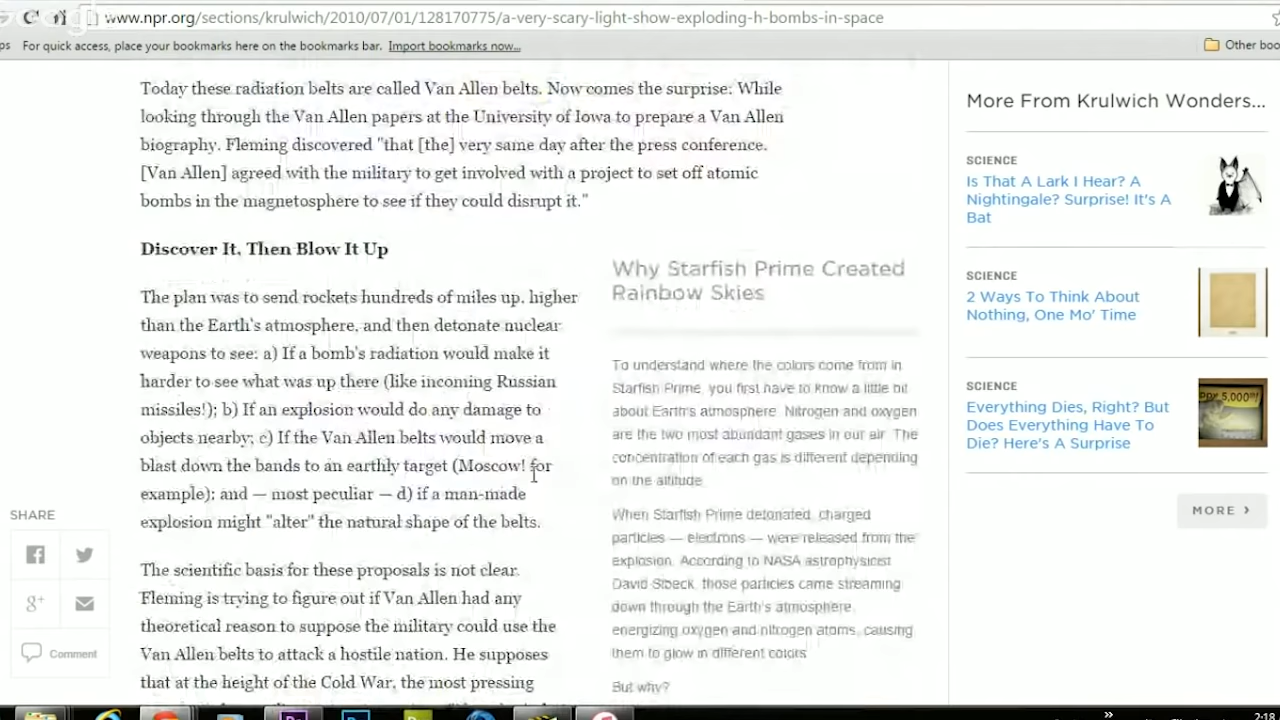 www.npr.org/sections/krulwich/2010/07/01/128170775/a-very-scary-light-show-exploding-h-bombs-in-space
For quick access, place your bookmarks here on the bookmarks bar. Import bookmarks now...
Other boo
Today these radiation belts are called Van Allen belts. Now comes the surprise: While
looking through the Van Allen papers at the University of Iowa to prepare a Van Allen
biography. Fleming discovered "that [the] very same day after the press conference.
[Van Allen] agreed with the military to get involved with a project to set off atomic
bombs in the magnetosphere to see if they could disrupt it."
Discover It, Then Blow It Up
The plan was to send rockets hundreds of miles up, higher
than the Earth's atmosphere, and then detonate nuclear
weapons to see: a) If a bomb's radiation would make it
harder to see what was up there (like incoming Russian
missiles!); b) If an explosion would do any damage to
objects nearby; c) If the Van Allen belts would move a
blast down the bands to an earthly target (Moscow! for
example); and — most peculiar — d) if a man-made
explosion might "alter" the natural shape of the belts.
The scientific basis for these proposals is not clear.
Fleming is trying to figure out if Van Allen had any
theoretical reason to suppose the military could use the
Van Allen belts to attack a hostile nation. He supposes
that at the height of the Cold War, the most pressing
Why Starfish Prime Created
Rainbow Skies
To understand where the colors come from in
Starfish Prime, you first have to know a little bit
about Earth's atmosphere. Nitrogen and oxygen
are the two most abundant gases in our air. The
concentration of each gas is different depending
on the altitude.
When Starfish Prime detonated, charged
particles — electrons — were released from the
explosion. According to NASA astrophysicist
David Sibeck, those particles came streaming
down through the Earth's atmosphere,
energizing oxygen and nitrogen atoms, causing
them to glow in different colors.
But why?
More From Krulwich Wonders...
SCIENCE
Is That A Lark I Hear? A
Nightingale? Surprise! It's A
Bat
SCIENCE
2 Ways To Think About
Nothing, One Mo' Time
SCIENCE
Everything Dies, Right? But
Does Everything Have To
Die? Here's A Surprise
MORE
SHARE
Comment
2:18